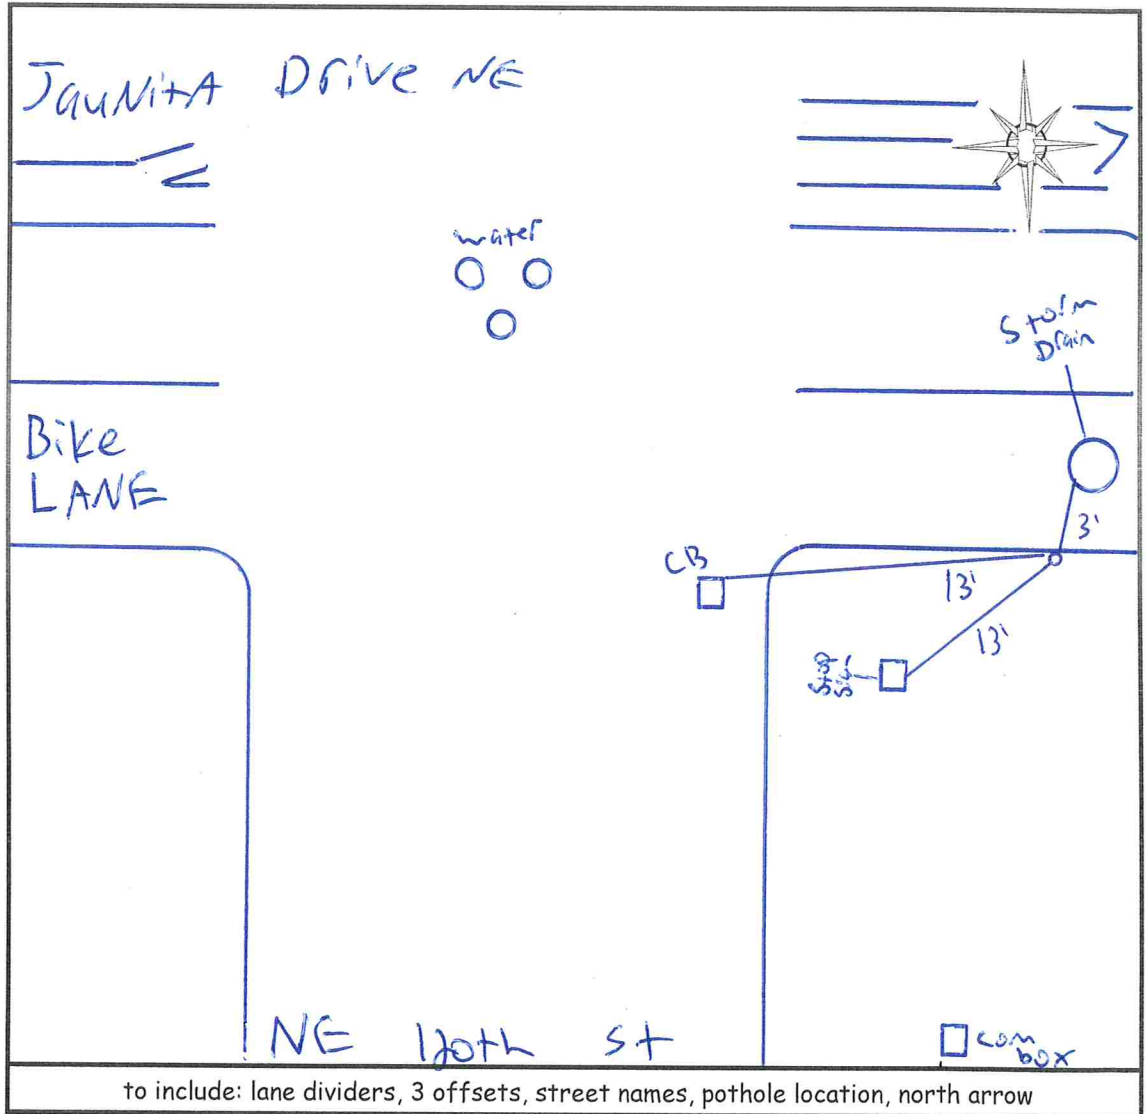 JauNitA Drive NE
water
Storm
Drain
Bike
LANE
3'
CB
13'
13'
NE 120th st
com
box
to include: lane dividers, 3 offsets, street names, pothole location, north arrow